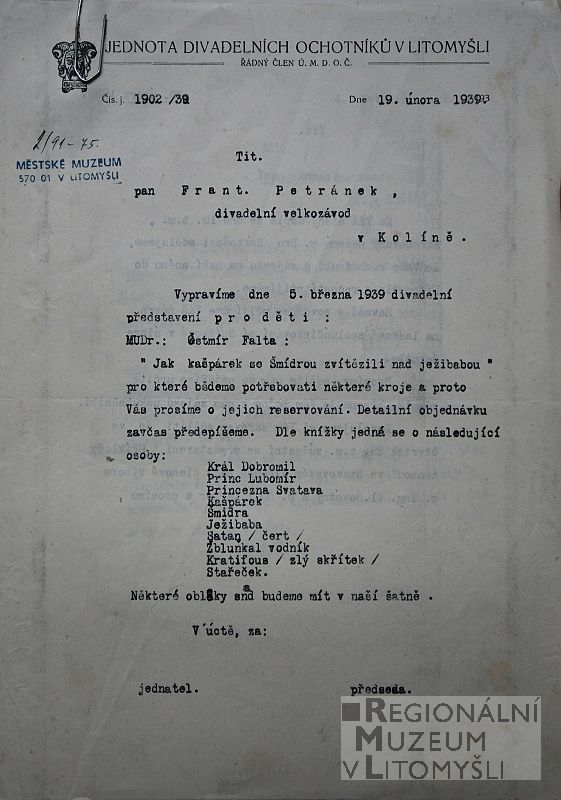 JEDNOTA DIVADELNÍCH OCHOTNÍKŮ V LITOMYŠLI
ŘÁDNÝ ČLEN Ú. M. D. O. Č.
Čís. j. 1902/39
Dne 19. února 1939.
2/91-75.
MĚSTSKÉ MUZEUM
570 01 V LITOMYŠLI
Tit.
pan Frant. Petránek,
divadelní velkozávod
v Kolíně.
Vypravíme dne 5. března 1939 divadelní
představení pro děti :
MUDr.: Čstmír Falta :
" Jak kašpárek se Šmídrou zvítězili nad ježibabou "
pro které bědeme potřebovati některé kroje a proto
Vás prosíme o jejich reservování. Detailní objednávku
zavčas předepíšeme. Dle knížky jedná se o následující
osoby:
Král Dobromil
Princ Lubomír
Princezna Svatava
Kašpárek
Šmidra
Ježibaba
Satan / čert /
Žblunkal vodník
Kratifous / zlý skřítek /
Stařeček.
Některé obleky snad budeme mít v naší šatně .
V úctě, za:
jednatel. předseda.
REGIONÁLNÍ
MUZEUM
V LITOMYŠLI